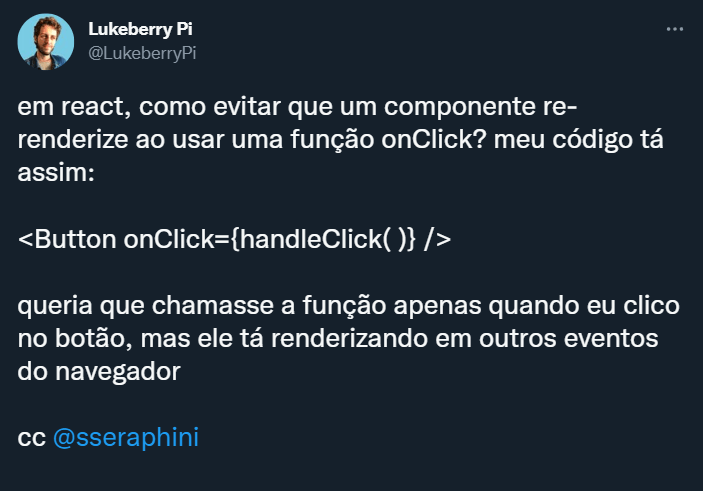 Lukeberry Pi
@LukeberryPi
em react, como evitar que um componente re-
renderize ao usar uma função onClick? meu código tá
assim:
<Button onClick={handleClick( )} />
queria que chamasse a função apenas quando eu clico
no botão, mas ele tá renderizando em outros eventos
do navegador
cc @sseraphini